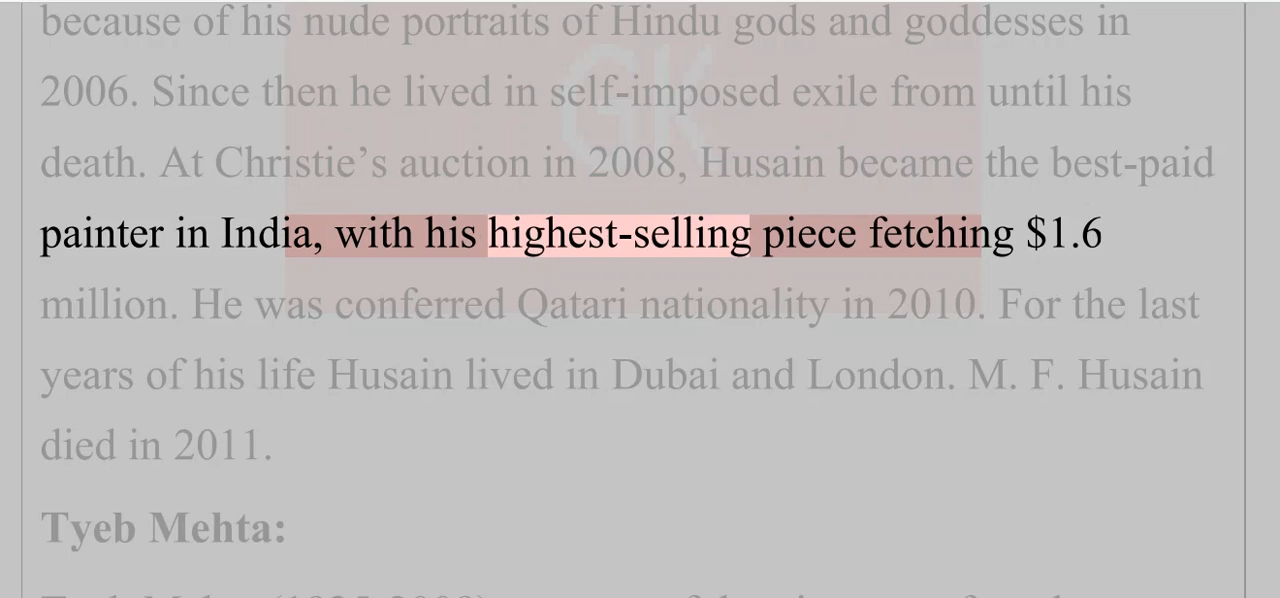 because of his nude portraits of Hindu gods and goddesses in
2006. Since then he lived in self-imposed exile from until his
death. At Christie’s auction in 2008, Husain became the best-paid
painter in India, with his highest-selling piece fetching $1.6
million. He was conferred Qatari nationality in 2010. For the last
years of his life Husain lived in Dubai and London. M. F. Husain
died in 2011.
Tyeb Mehta:
GK